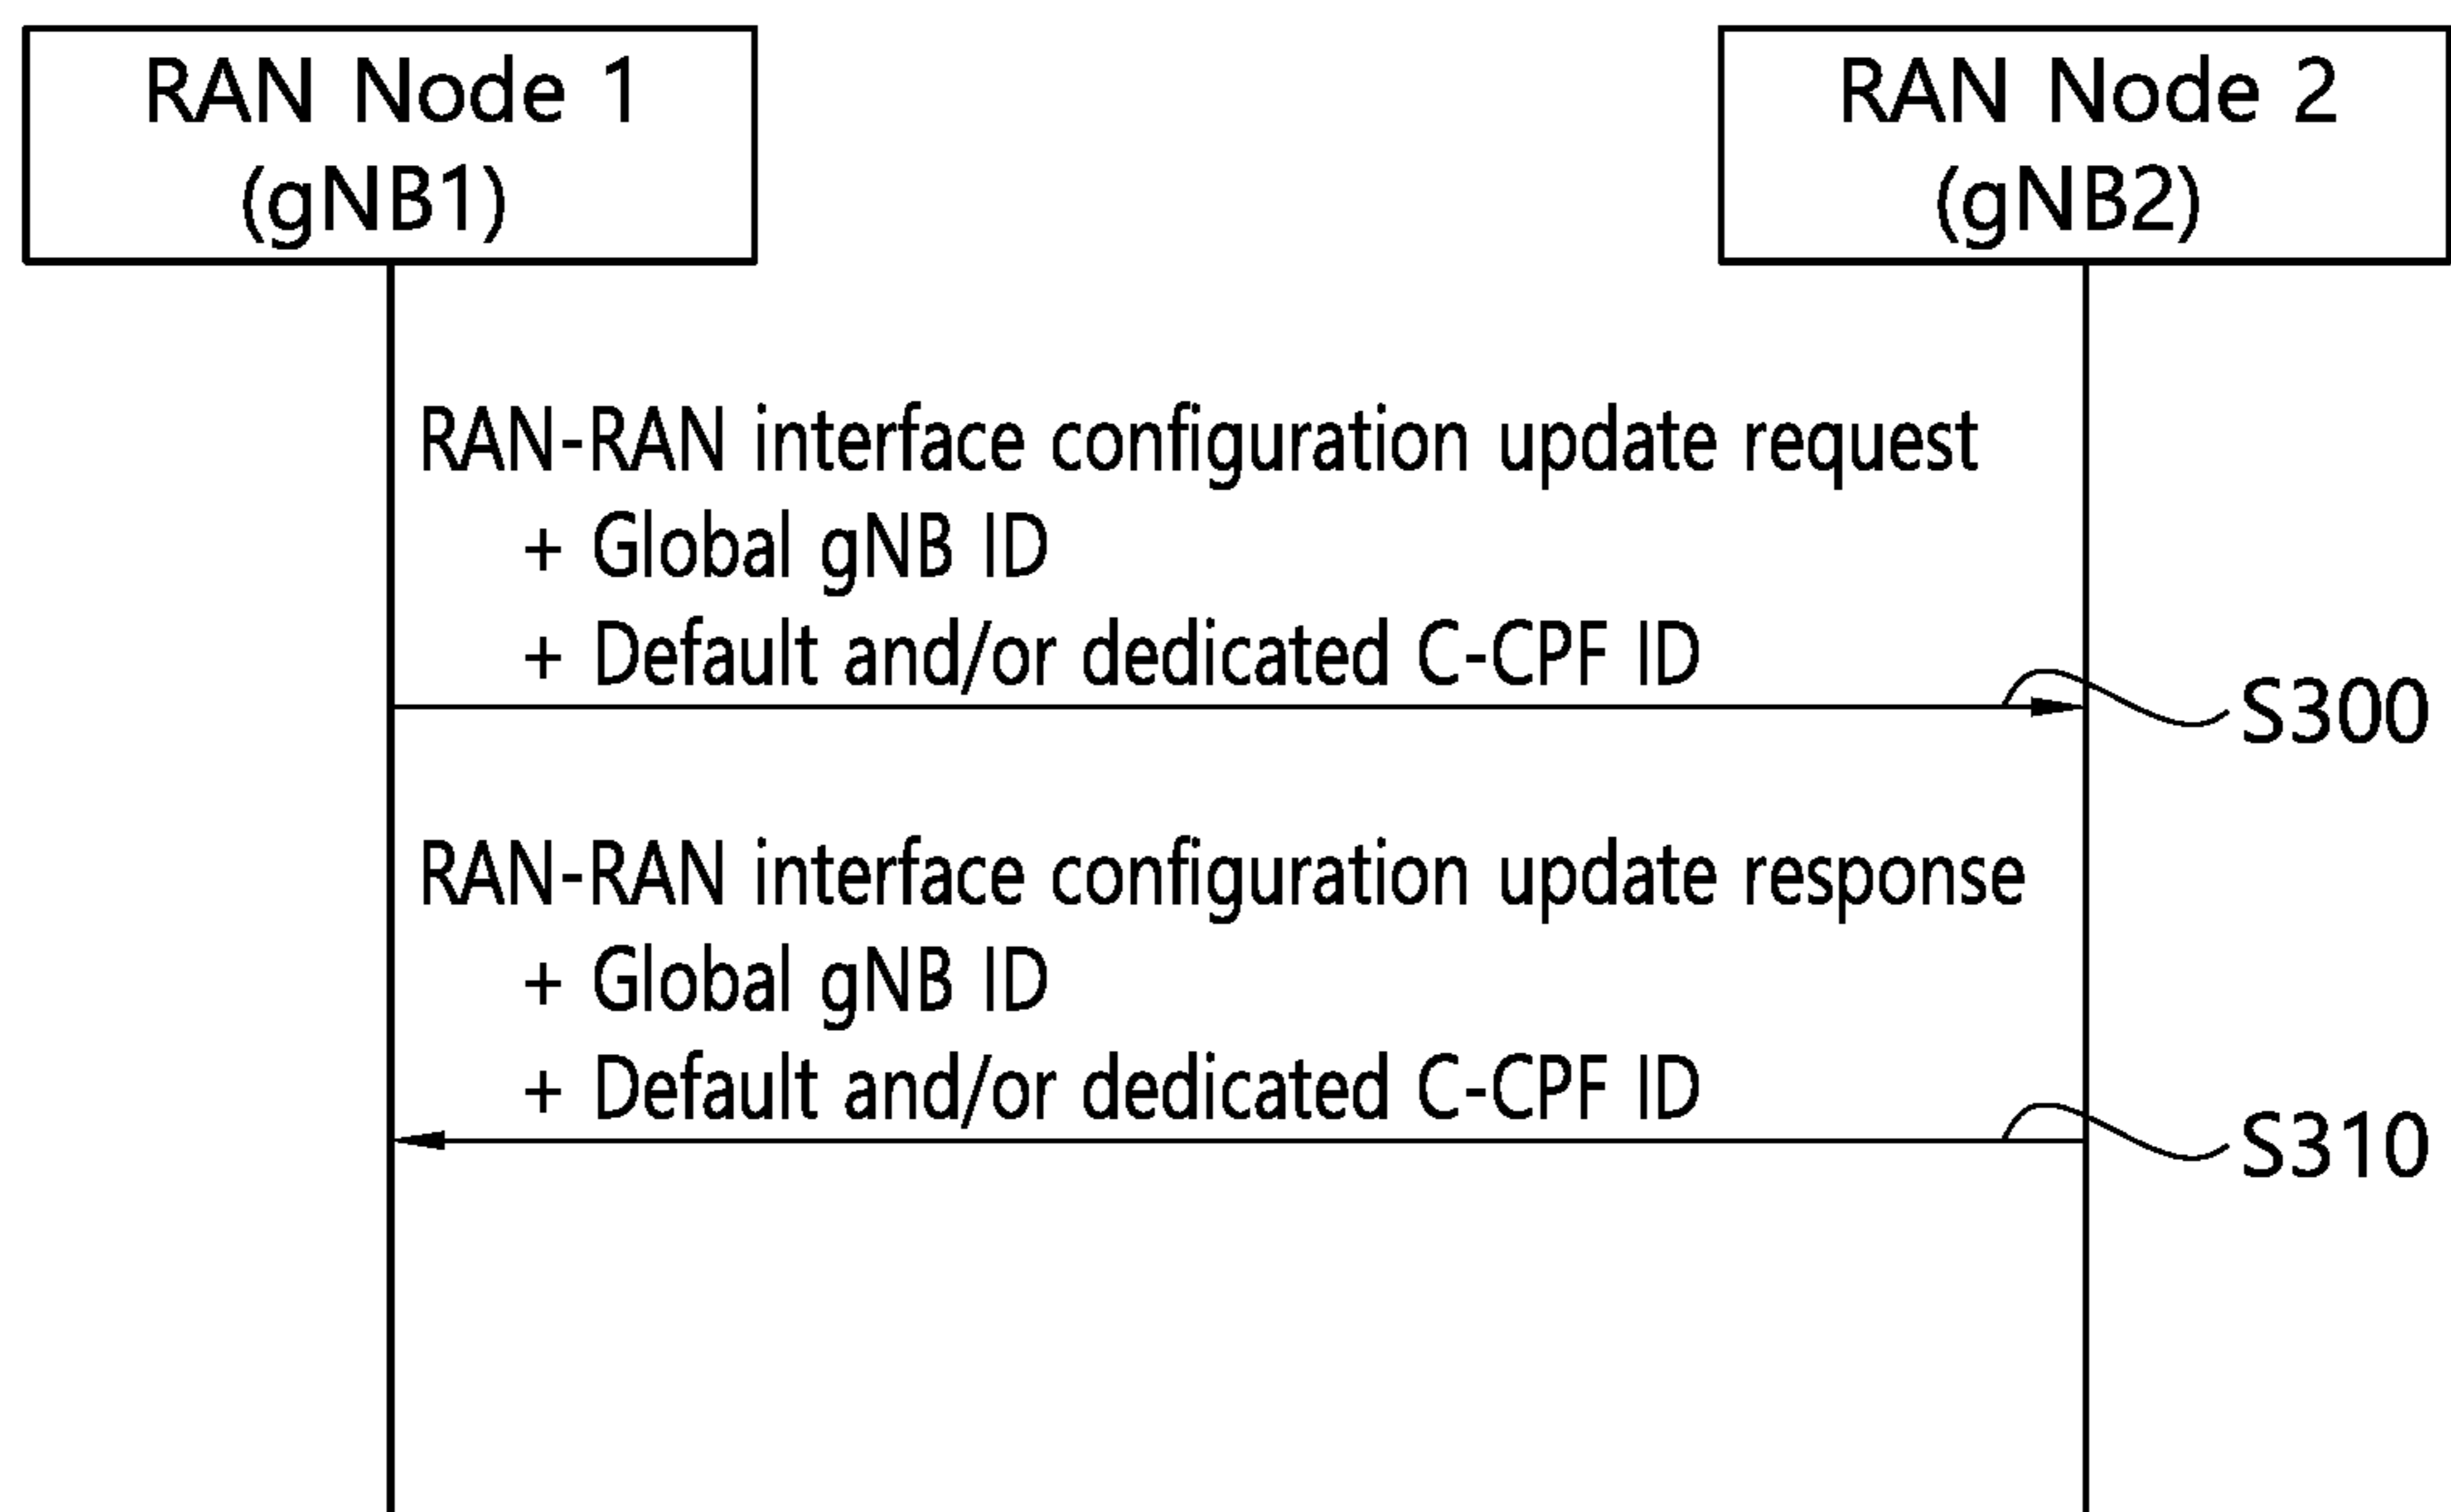 RAN Node 1
(gNB1)
RAN Node 2
(gNB2)
RAN-RAN interface configuration update request
+ Global gNB ID
+ Default and/or dedicated C-CPF ID
S300
RAN-RAN interface configuration update response
+ Global gNB ID
+ Default and/or dedicated C-CPF ID
S310